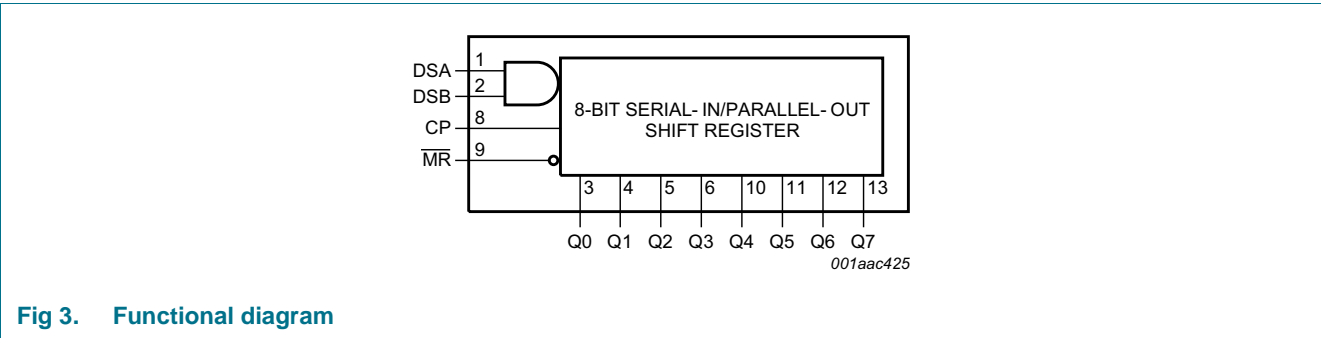 DSA 1
DSB 2
CP 8
MR 9
8-BIT SERIAL- IN/PARALLEL- OUT
SHIFT REGISTER
3 4 5 6 10 11 12 13
Q0 Q1 Q2 Q3 Q4 Q5 Q6 Q7
001aac425
Fig 3. Functional diagram